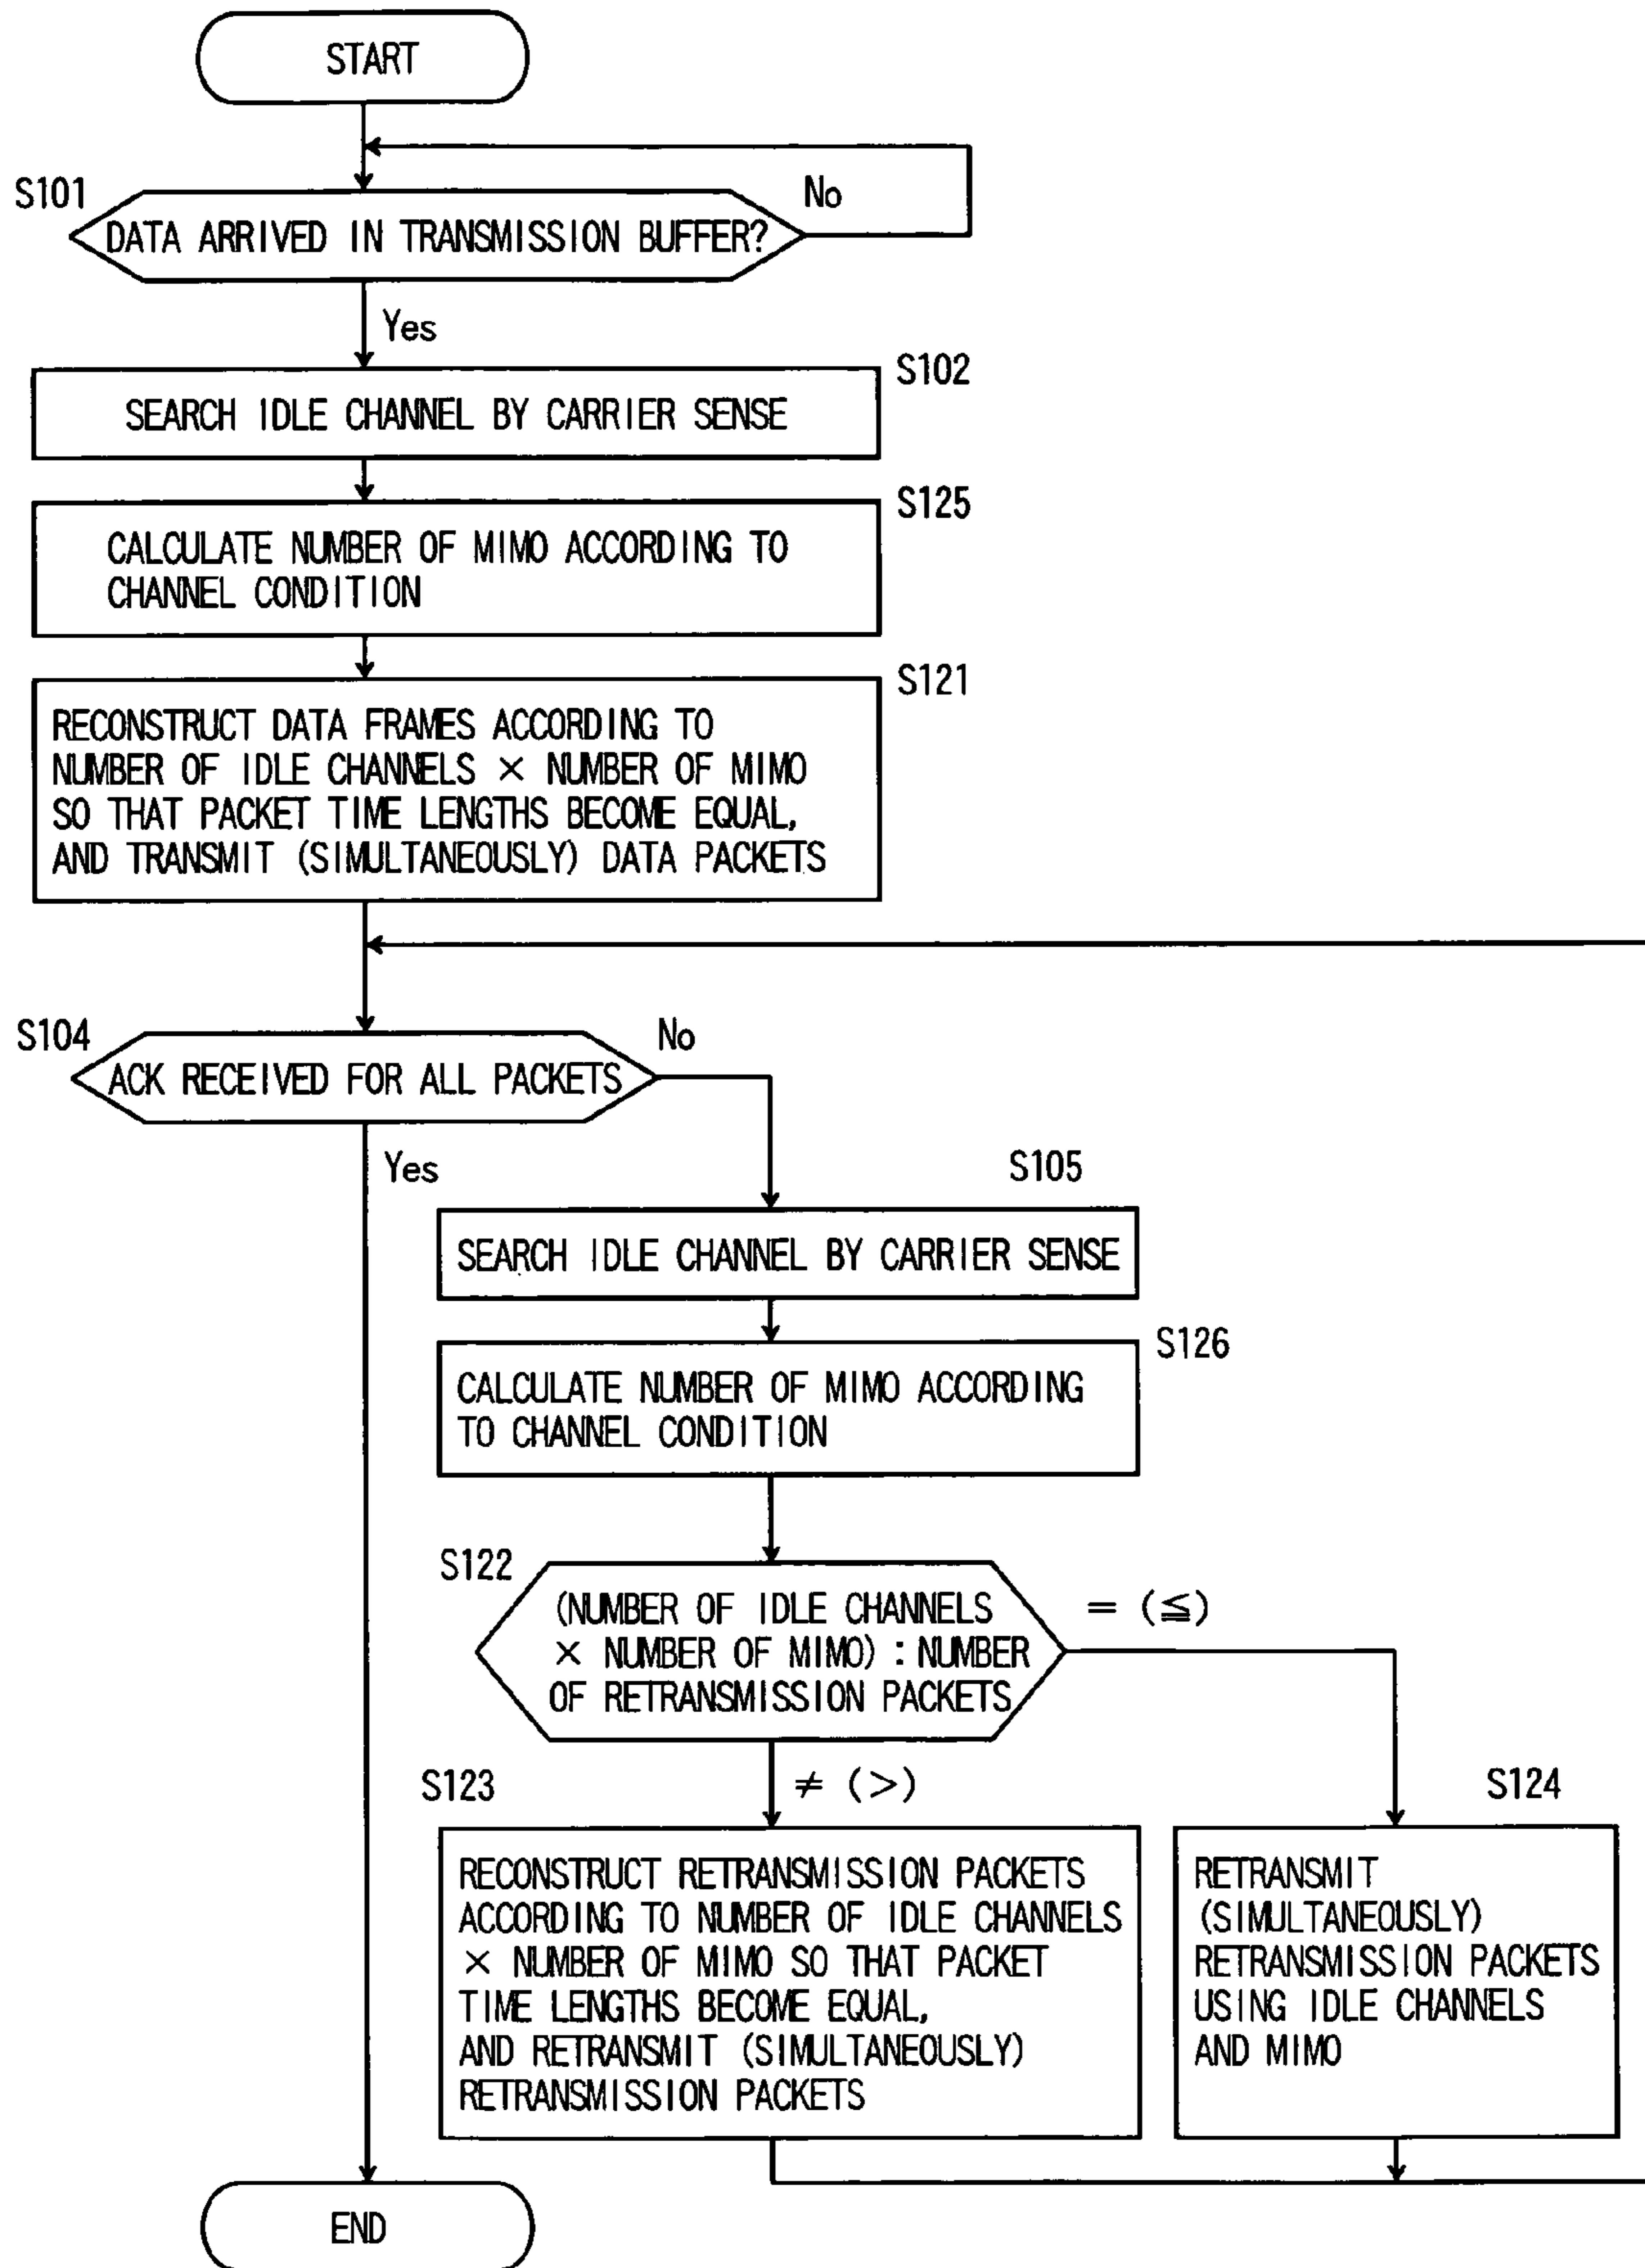 START
S101
No
DATA ARRIVED IN TRANSMISSION BUFFER?
Yes
S102
SEARCH IDLE CHANNEL BY CARRIER SENSE
S125
CALCULATE NUMBER OF MIMO ACCORDING TO
CHANNEL CONDITION
S121
RECONSTRUCT DATA FRAMES ACCORDING TO
NUMBER OF IDLE CHANNELS × NUMBER OF MIMO
SO THAT PACKET TIME LENGTHS BECOME EQUAL,
AND TRANSMIT (SIMULTANEOUSLY) DATA PACKETS
S104
No
ACK RECEIVED FOR ALL PACKETS
Yes
S105
SEARCH IDLE CHANNEL BY CARRIER SENSE
S126
CALCULATE NUMBER OF MIMO ACCORDING
TO CHANNEL CONDITION
S122
(NUMBER OF IDLE CHANNELS
× NUMBER OF MIMO) : NUMBER
OF RETRANSMISSION PACKETS
= (≦)
S123
≠ (>)
S124
RECONSTRUCT RETRANSMISSION PACKETS
ACCORDING TO NUMBER OF IDLE CHANNELS
× NUMBER OF MIMO SO THAT PACKET
TIME LENGTHS BECOME EQUAL,
AND RETRANSMIT (SIMULTANEOUSLY)
RETRANSMISSION PACKETS
RETRANSMIT
(SIMULTANEOUSLY)
RETRANSMISSION PACKETS
USING IDLE CHANNELS
AND MIMO
END